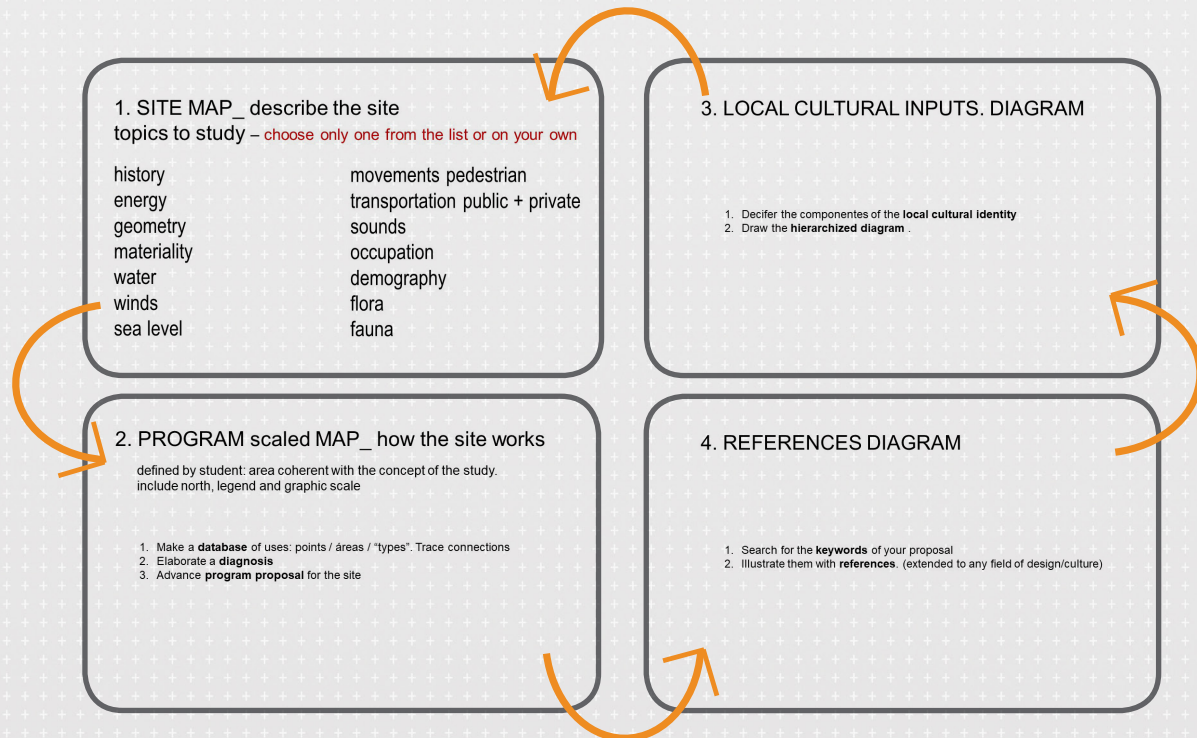 1. SITE MAP_ describe the site
topics to study – choose only one from the list or on your own
history
energy
geometry
materiality
water
winds
sea level
movements pedestrian
transportation public + private
sounds
occupation
demography
flora
fauna
2. PROGRAM scaled MAP_ how the site works
defined by student: area coherent with the concept of the study.
include north, legend and graphic scale
1. Make a database of uses: points / áreas / “types”. Trace connections
2. Elaborate a diagnosis
3. Advance program proposal for the site
3. LOCAL CULTURAL INPUTS. DIAGRAM
1. Decifer the componentes of the local cultural identity
2. Draw the hierarchized diagram .
4. REFERENCES DIAGRAM
1. Search for the keywords of your proposal
2. Illustrate them with references. (extended to any field of design/culture)